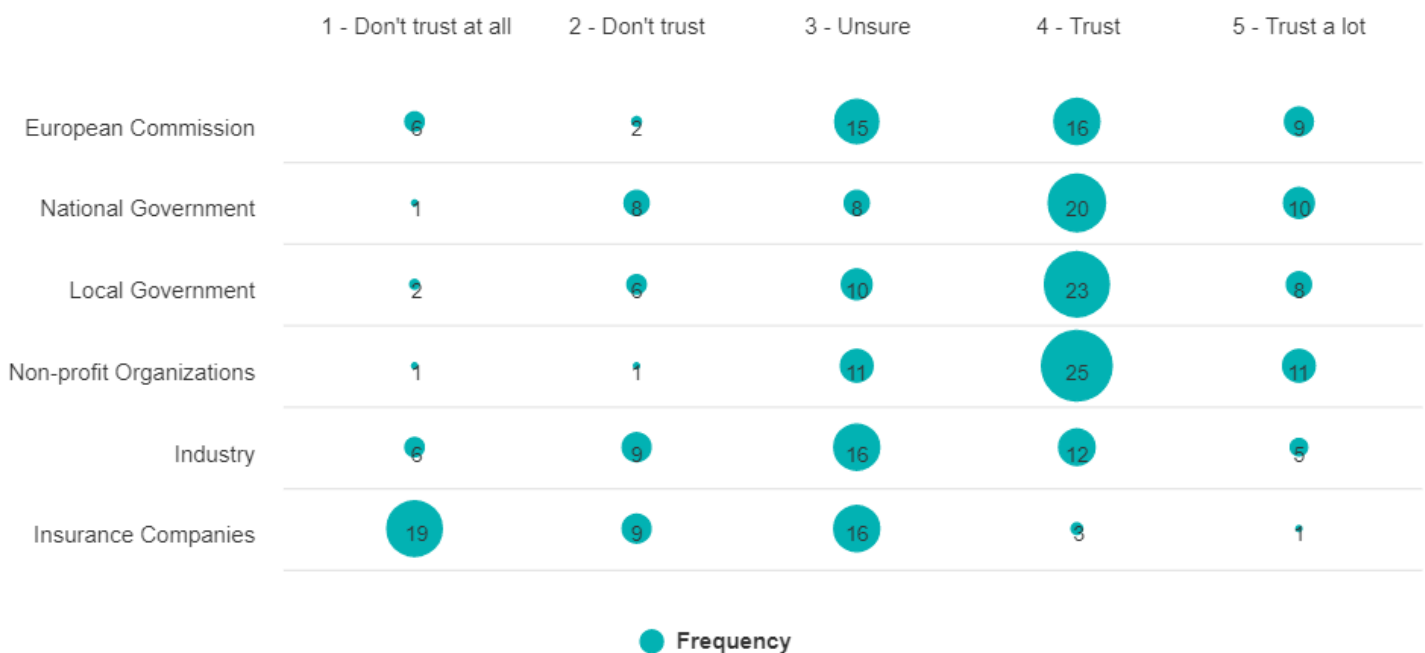 1 - Don't trust at all 2 - Don't trust 3 - Unsure 4 - Trust 5 - Trust a lot
European Commission 6 2 15 16 9
National Government 1 8 8 20 10
Local Government 2 6 10 23 8
Non-profit Organizations 1 1 11 25 11
Industry 6 9 16 12 5
Insurance Companies 19 9 16 3 1
Frequency